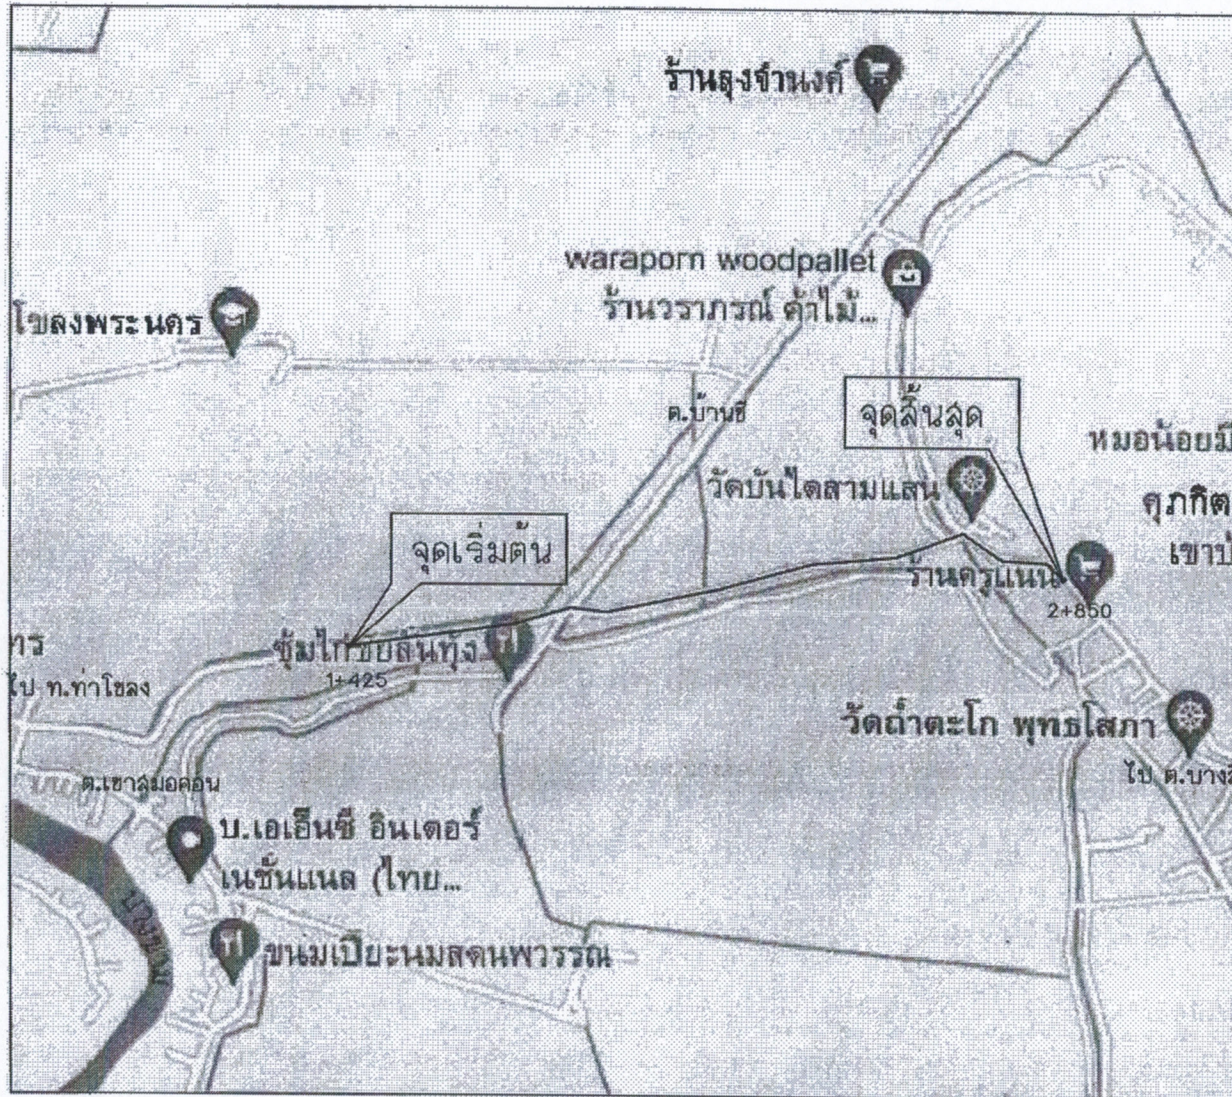 ร้านลุงจำนงค์
waraporn woodpallet
ร้านวราภรณ์ ค้าไม้...
โขลงพระนคร
ต.บ้านชี
จุดสิ้นสุด
หมอน้อยมี
วัดบันไดสามแสน
ศุภกิต
เขาบ้
จุดเริ่มต้น
ร้านครูแนน
2+850
ซุ้มไก่ชนลั่นทุ้ง
1+425
าร
ไป ท.ท่าโขลง
วัดถ้ำตะโก พุทธโสภา
ไป ต.บาง
ต.เขาสมอคอน
บ.เอเอ็นซี อินเตอร์
เนชั่นแนล (ไทย...
ขนมเปียะนมสดนพวรรณ